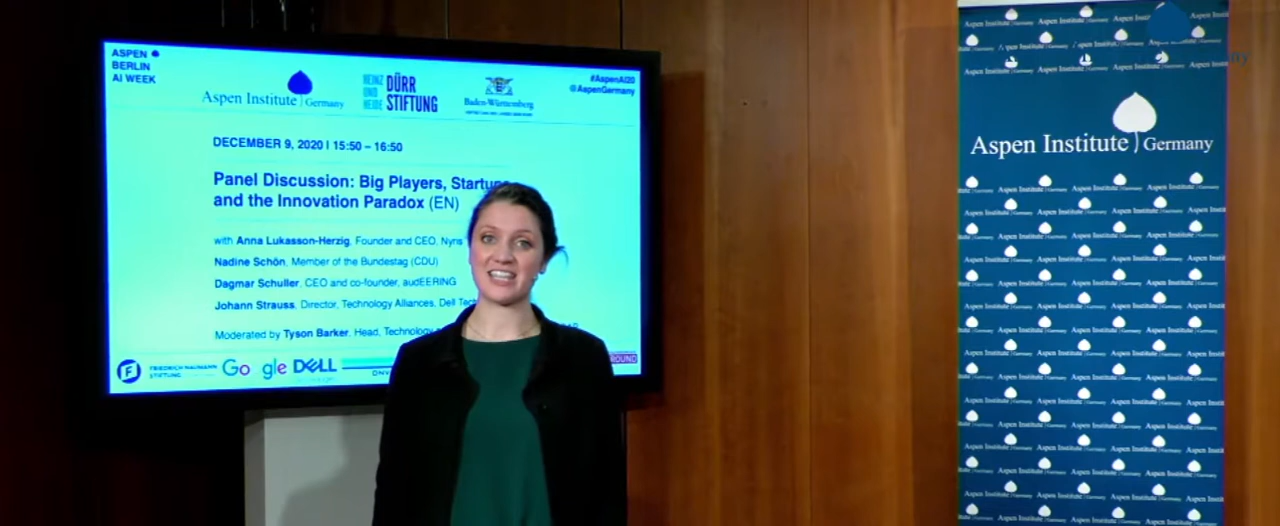 ASPEN
BERLIN
AI WEEK
Aspen Institute Germany
HEINZ
UND
HEIDE
DÜRR
STIFTUNG
Baden-Württemberg
#AspenAI20
@AspenGermany
DECEMBER 9, 2020 | 15:50 – 16:50
Panel Discussion: Big Players, Startups
and the Innovation Paradox (EN)
with Anna Lukasson-Herzig, Founder and CEO, Nyris
Nadine Schön, Member of the Bundestag (CDU)
Dagmar Schuller, CEO and co-founder, audEERING
Johann Strauss, Director, Technology Alliances, Dell Tech
Moderated by Tyson Barker, Head, Technology
FRIEDRICH NAUMANN
STIFTUNG
Google
DELL
DNV
ROUND
Aspen Institute Germany